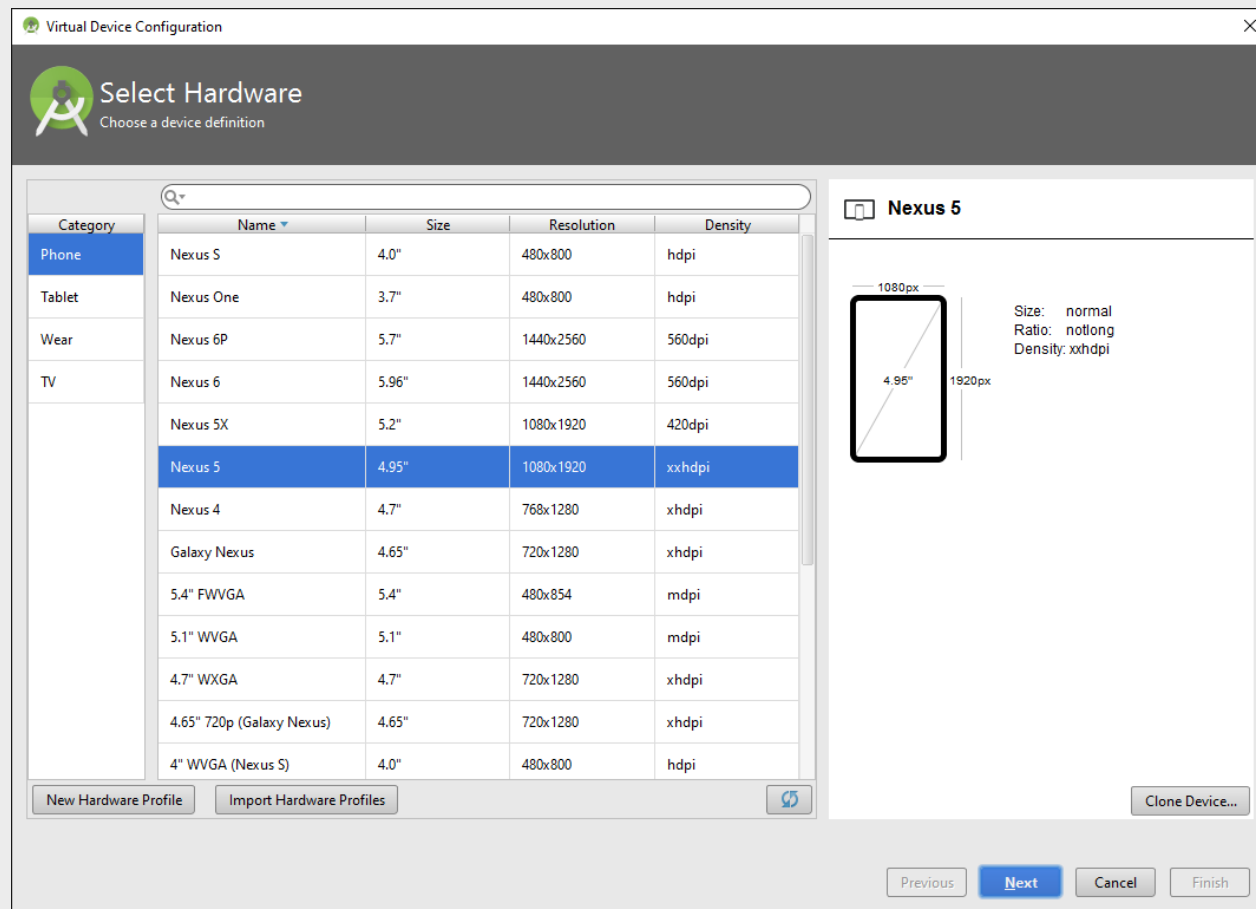 Virtual Device Configuration
Select Hardware
Choose a device definition
Category
Phone
Tablet
Wear
TV
Name Size Resolution Density
Nexus S 4.0" 480x800 hdpi
Nexus One 3.7" 480x800 hdpi
Nexus 6P 5.7" 1440x2560 560dpi
Nexus 6 5.96" 1440x2560 560dpi
Nexus 5X 5.2" 1080x1920 420dpi
Nexus 5 4.95" 1080x1920 xxhdpi
Nexus 4 4.7" 768x1280 xhdpi
Galaxy Nexus 4.65" 720x1280 xhdpi
5.4" FWVGA 5.4" 480x854 mdpi
5.1" WVGA 5.1" 480x800 mdpi
4.7" WXGA 4.7" 720x1280 xhdpi
4.65" 720p (Galaxy Nexus) 4.65" 720x1280 xhdpi
4" WVGA (Nexus S) 4.0" 480x800 hdpi
New Hardware Profile Import Hardware Profiles
Nexus 5
1080px
4.95"
1920px
Size: normal
Ratio: notlong
Density: xxhdpi
Clone Device...
Previous Next Cancel Finish